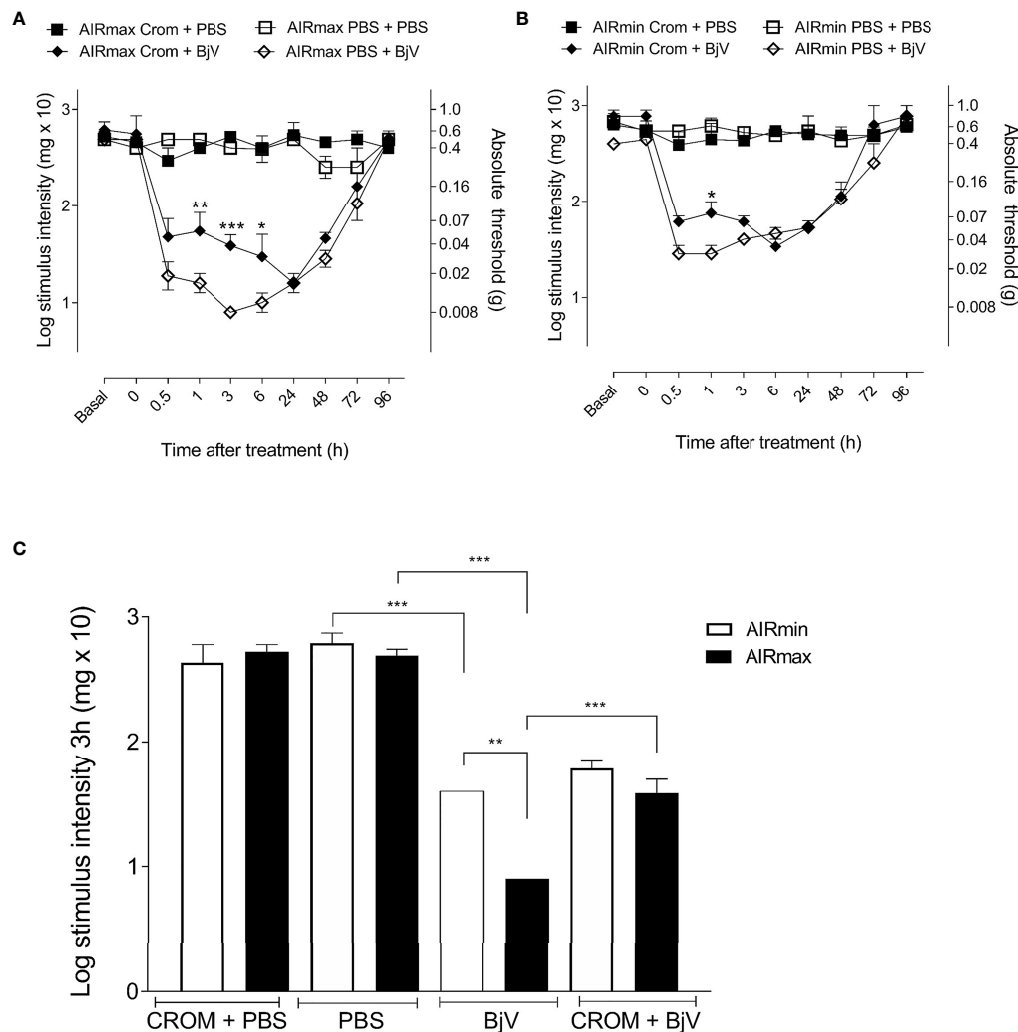 A
AIRmax Crom + PBS
AIRmax PBS + PBS
AIRmax Crom + BjV
AIRmax PBS + BjV
Log stimulus intensity (mg x 10)
3
2
1
**
***
*
1.0
0.6
0.4
0.16
0.07
0.04
0.02
0.008
Absolute threshold (g)
Basal
0
0.5
1
3
6
24
48
72
96
Time after treatment (h)
B
AIRmin Crom + PBS
AIRmin PBS + PBS
AIRmin Crom + BjV
AIRmin PBS + BjV
Log stimulus intensity (mg x 10)
3
2
1
*
1.0
0.6
0.4
0.16
0.07
0.04
0.02
0.008
Absolute threshold (g)
Basal
0
0.5
1
3
6
24
48
72
96
Time after treatment (h)
C
Log stimulus intensity 3h (mg x 10)
3
2
1
0
***
***
**
***
AIRmin
AIRmax
CROM + PBS
PBS
BjV
CROM + BjV